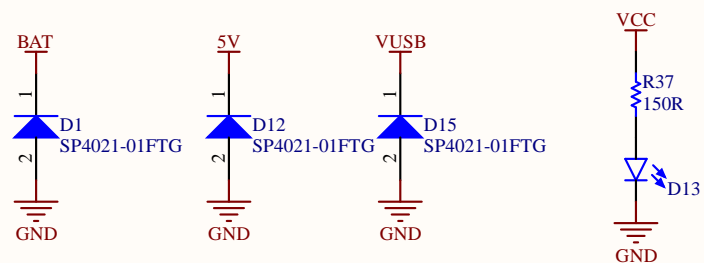 BAT
1
D1
SP4021-01FTG
2
GND
5V
1
D12
SP4021-01FTG
2
GND
VUSB
1
D15
SP4021-01FTG
2
GND
VCC
R37
150R
D13
GND